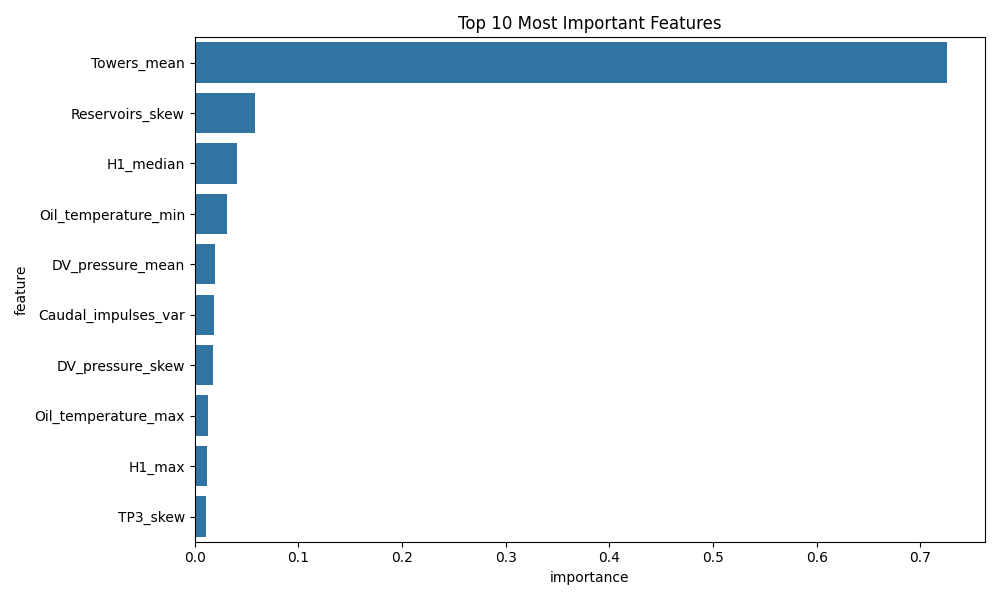 Top 10 Most Important Features
Towers_mean
Reservoirs_skew
H1_median
Oil_temperature_min
DV_pressure_mean
Caudal_impulses_var
DV_pressure_skew
Oil_temperature_max
H1_max
TP3_skew
feature
0.0 0.1 0.2 0.3 0.4 0.5 0.6 0.7
importance